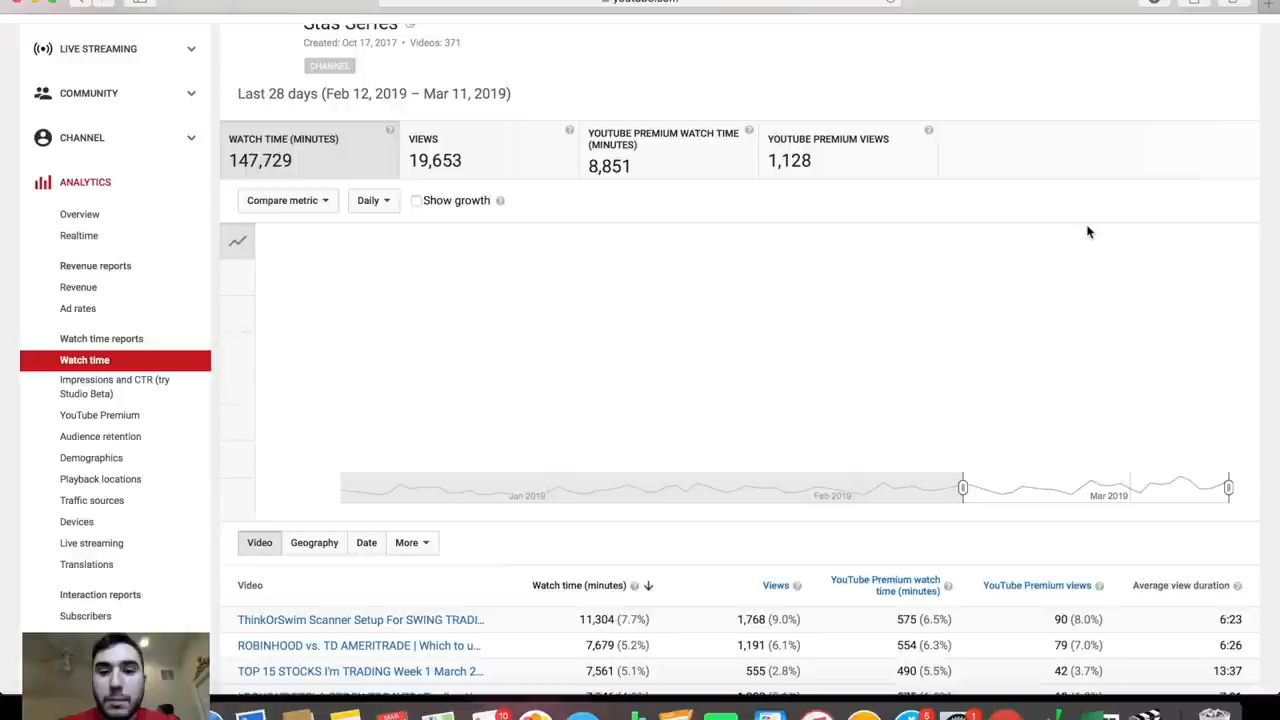 youtube.com
Stas Serres
Created: Oct 17, 2017 • Videos: 371
CHANNEL
Last 28 days (Feb 12, 2019 – Mar 11, 2019)
LIVE STREAMING
COMMUNITY
CHANNEL
ANALYTICS
Overview
Realtime
Revenue reports
Revenue
Ad rates
Watch time reports
Watch time
Impressions and CTR (try
Studio Beta)
YouTube Premium
Audience retention
Demographics
Playback locations
Traffic sources
Devices
Live streaming
Translations
Interaction reports
Subscribers
WATCH TIME (MINUTES)
147,729
VIEWS
19,653
YOUTUBE PREMIUM WATCH TIME
(MINUTES)
8,851
YOUTUBE PREMIUM VIEWS
1,128
Compare metric
Daily
Show growth
Jan 2019
Feb 2019
Mar 2019
Video Geography Date More
Video Watch time (minutes) Views YouTube Premium watch time (minutes) YouTube Premium views Average view duration
ThinkOrSwim Scanner Setup For SWING TRADI... 11,304 (7.7%) 1,768 (9.0%) 575 (6.5%) 90 (8.0%) 6:23
ROBINHOOD vs. TD AMERITRADE | Which to u... 7,679 (5.2%) 1,191 (6.1%) 554 (6.3%) 79 (7.0%) 6:26
TOP 15 STOCKS I'm TRADING Week 1 March 2... 7,561 (5.1%) 555 (2.8%) 490 (5.5%) 42 (3.7%) 13:37
MAR
10
5
1